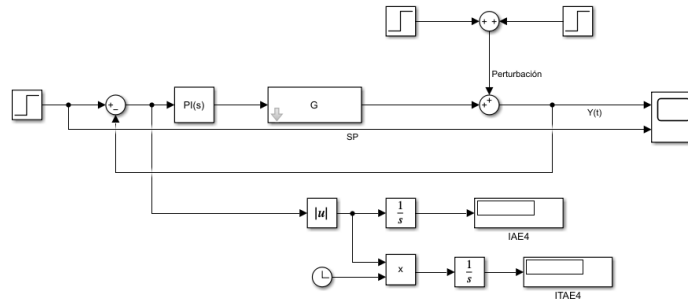 + +
Perturbación
+
−
PI(s)
G
+
+
Y(t)
SP
|u|
1
s
IAE4
x
1
s
ITAE4